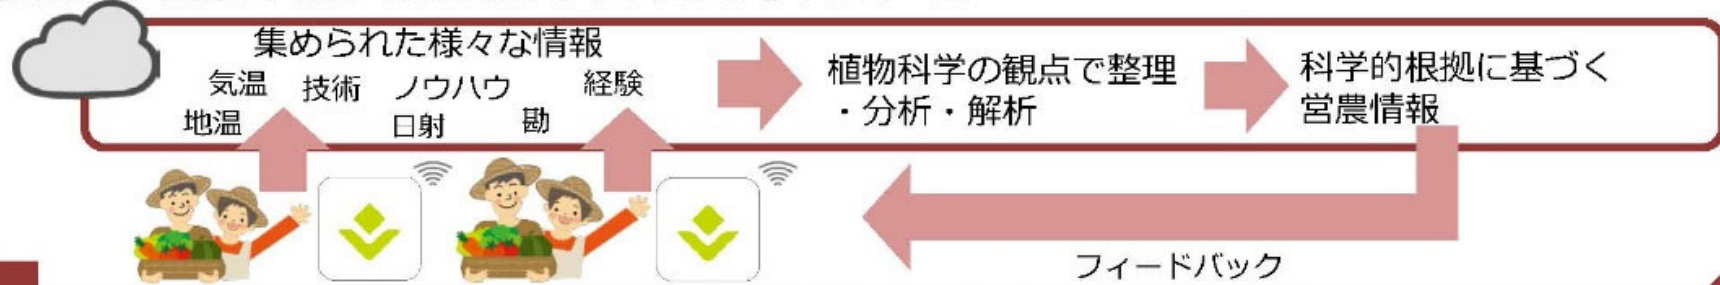 集められた様々な情報
気温 技術 ノウハウ 経験
地温 日射 勘
植物科学の観点で整理
・分析・解析
科学的根拠に基づく
営農情報
フィードバック